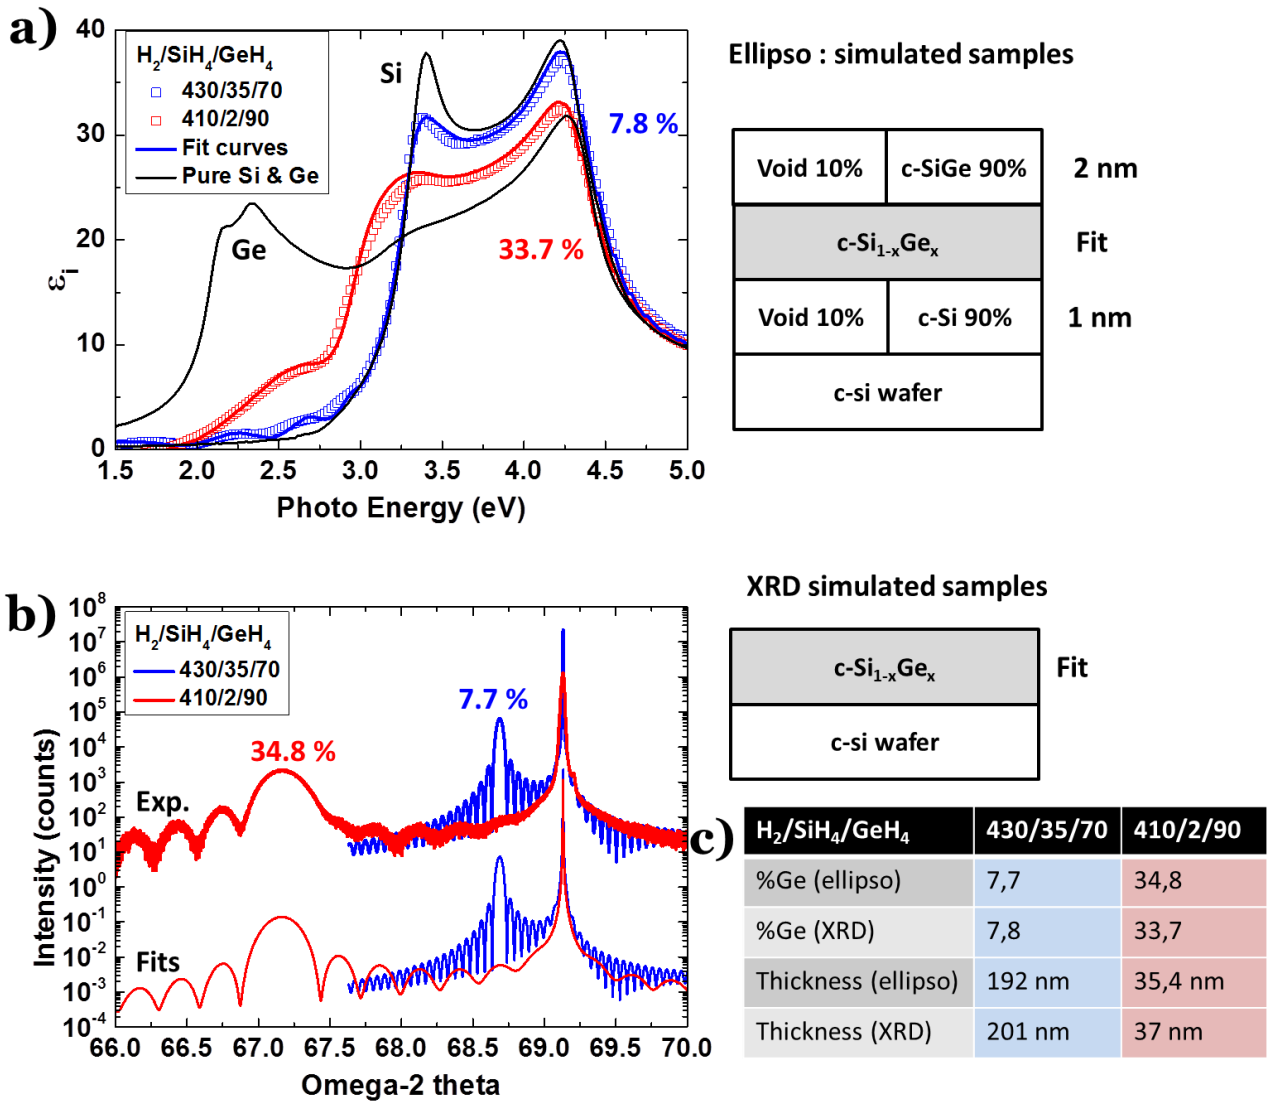 a)
40
30
20
10
0
εi
H2/SiH4/GeH4
430/35/70
410/2/90
Fit curves
Pure Si & Ge
Si
Ge
7.8 %
33.7 %
1.5 2.0 2.5 3.0 3.5 4.0 4.5 5.0
Photo Energy (eV)
Ellipso : simulated samples
Void 10% c-SiGe 90% 2 nm
c-Si1-xGex Fit
Void 10% c-Si 90% 1 nm
c-si wafer
b)
10^8
10^7
10^6
10^5
10^4
10^3
10^2
10^1
10^0
10^-1
10^-2
10^-3
10^-4
Intensity (counts)
H2/SiH4/GeH4
430/35/70
410/2/90
7.7 %
34.8 %
Exp.
Fits
66.0 66.5 67.0 67.5 68.0 68.5 69.0 69.5 70.0
Omega-2 theta
XRD simulated samples
c-Si1-xGex Fit
c-si wafer
c)
H2/SiH4/GeH4 430/35/70 410/2/90
%Ge (ellipso) 7,7 34,8
%Ge (XRD) 7,8 33,7
Thickness (ellipso) 192 nm 35,4 nm
Thickness (XRD) 201 nm 37 nm